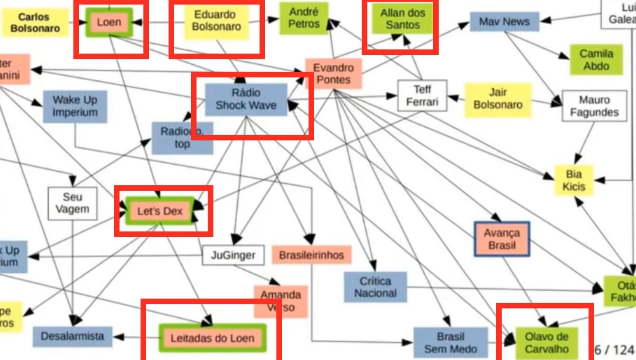 Carlos
Bolsonaro
Loen
Eduardo
Bolsonaro
André
Petros
Allan dos
Santos
Mav News
Camila
Abdo
Evandro
Pontes
Rádio
Shock Wave
Teff
Ferrari
Jair
Bolsonaro
Mauro
Fagundes
Wake Up
Imperium
top
Bia
Kicis
Seu
Vagem
Let's Dex
Avança
Brasil
JuGinger
Brasileirinhos
Crítica
Nacional
Amanda
Verso
Desalarmista
Leitadas do Loen
Brasil
Sem Medo
Olavo de
Carvalho
6 / 124